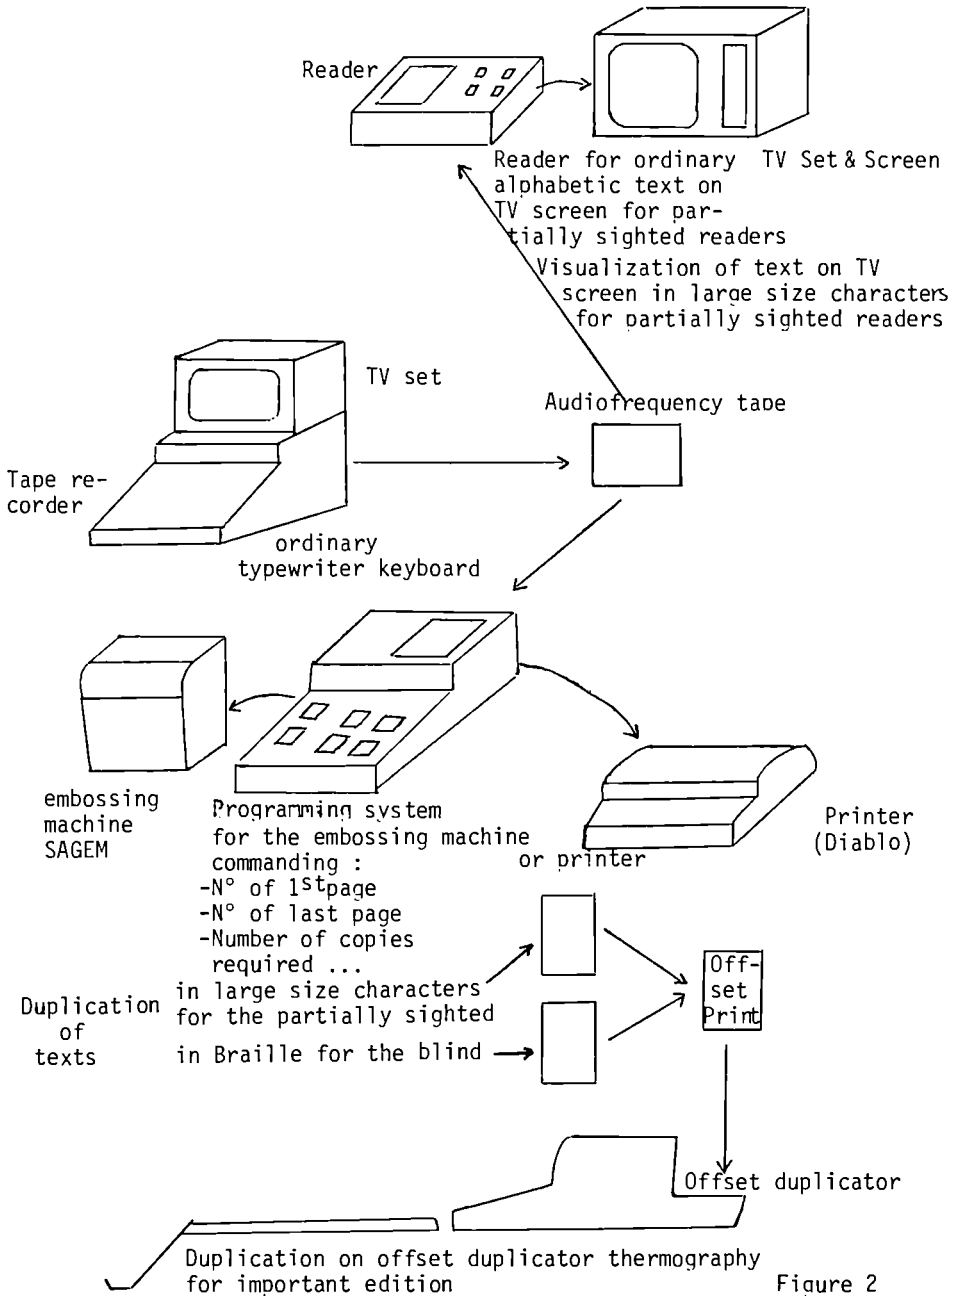 Reader
Reader for ordinary
alphabetic text on
TV screen for par-
tially sighted readers
TV Set & Screen
Visualization of text on TV
screen in large size characters
for partially sighted readers
TV set
Audiofrequency tape
Tape re-
corder
ordinary
typewriter keyboard
embossing
machine
SAGEM
Programming system
for the embossing machine
or printer
commanding :
-N° of 1st page
-N° of last page
-Number of copies
required ...
Printer
(Diablo)
Duplication
of
texts
in large size characters
for the partially sighted
in Braille for the blind
Off-
set
Print
Offset duplicator
Duplication on offset duplicator thermography
for important edition
Figure 2